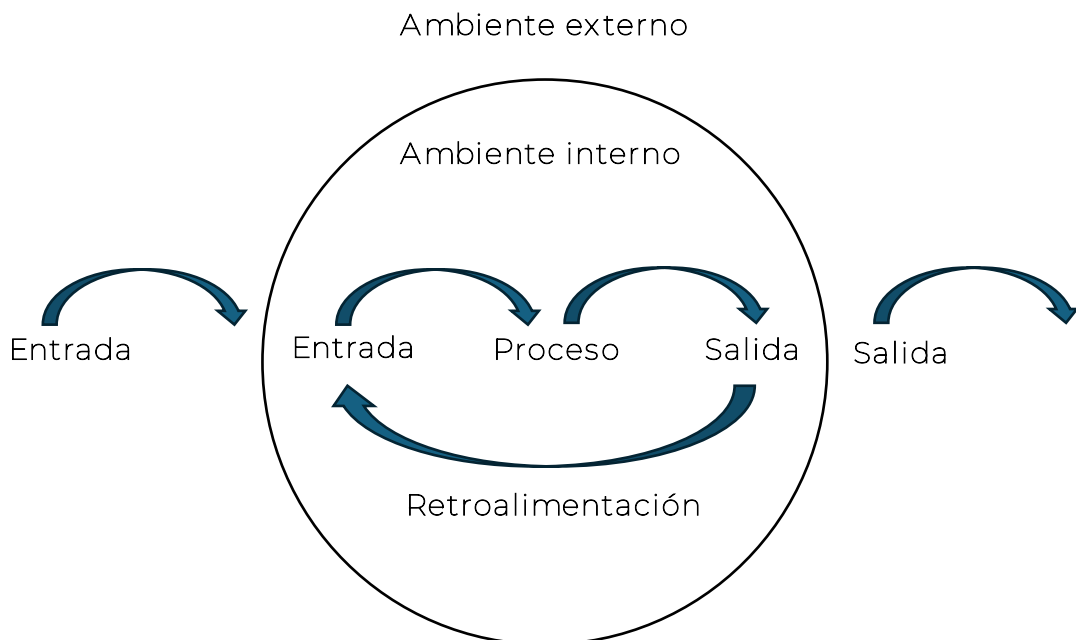 Ambiente externo
Ambiente interno
Entrada
Entrada
Proceso
Salida
Salida
Retroalimentación